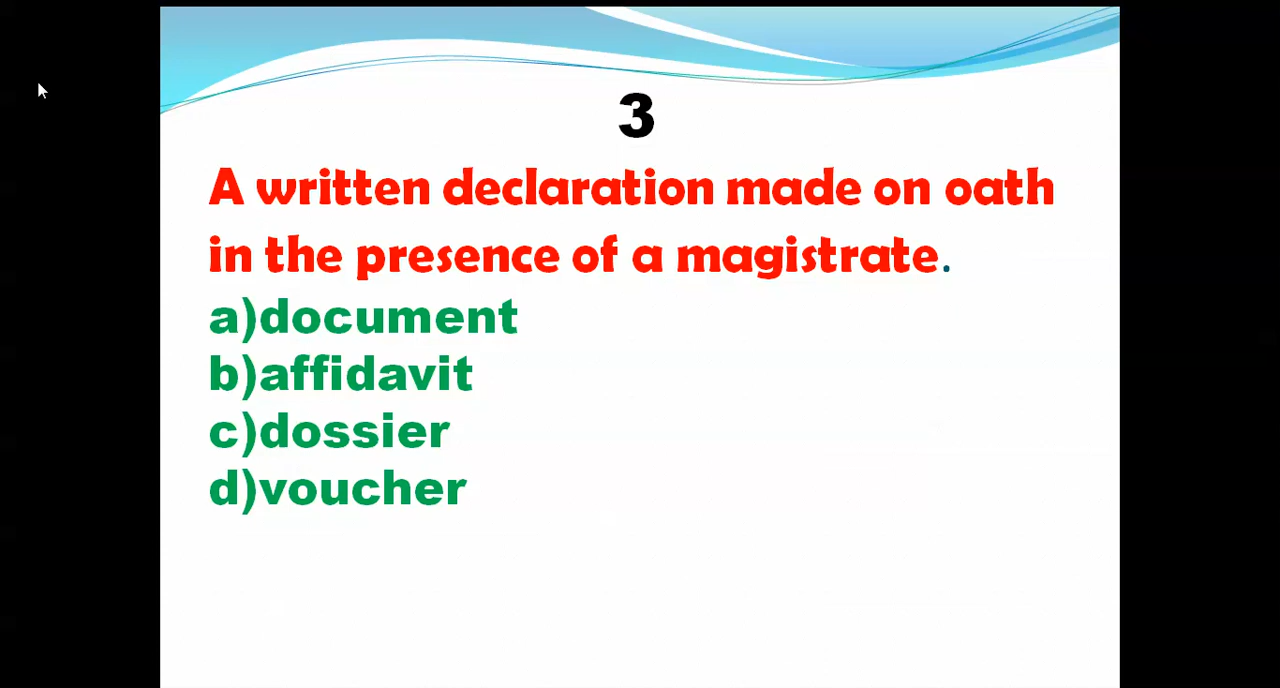 3
A written declaration made on oath
in the presence of a magistrate.
a)document
b)affidavit
c)dossier
d)voucher